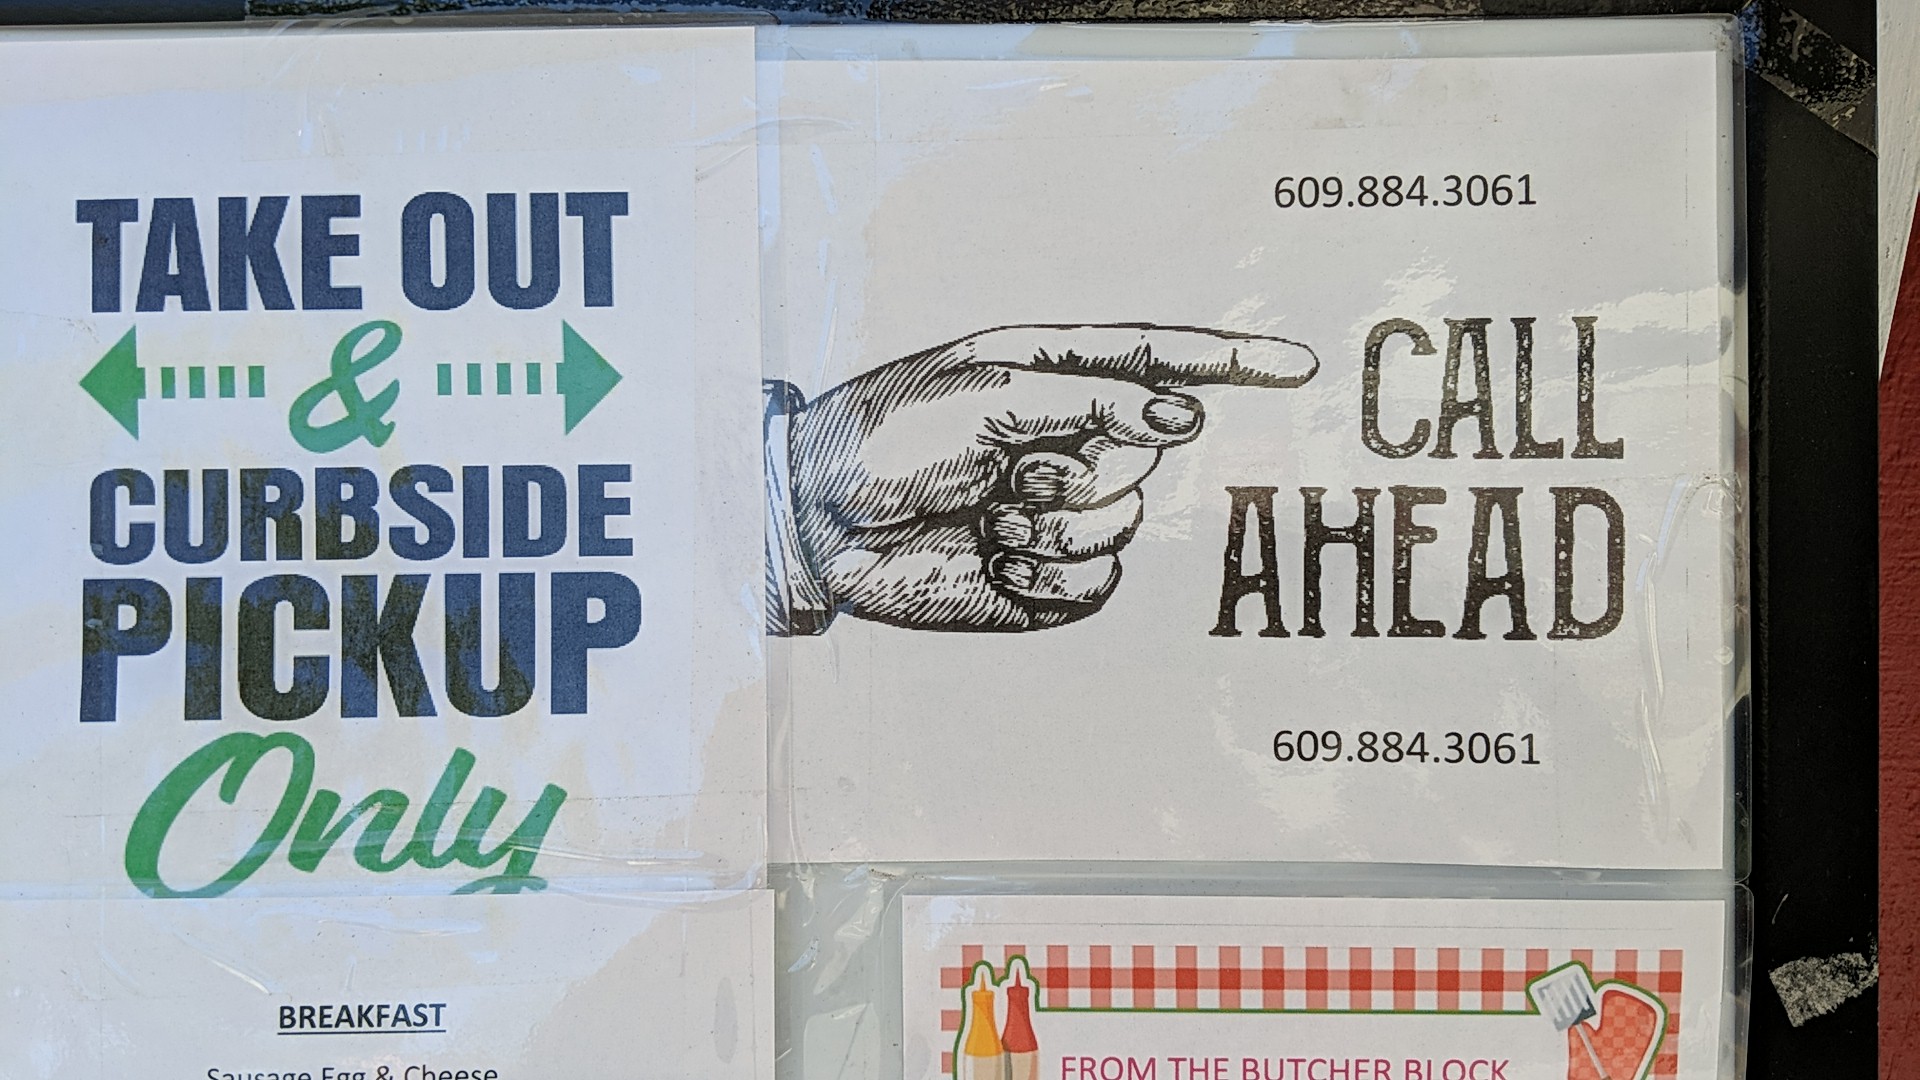 TAKE OUT
&
CURBSIDE
PICKUP
Only
609.884.3061
CALL
AHEAD
609.884.3061
BREAKFAST
Sausage Egg & Cheese
FROM THE BUTCHER BLOCK